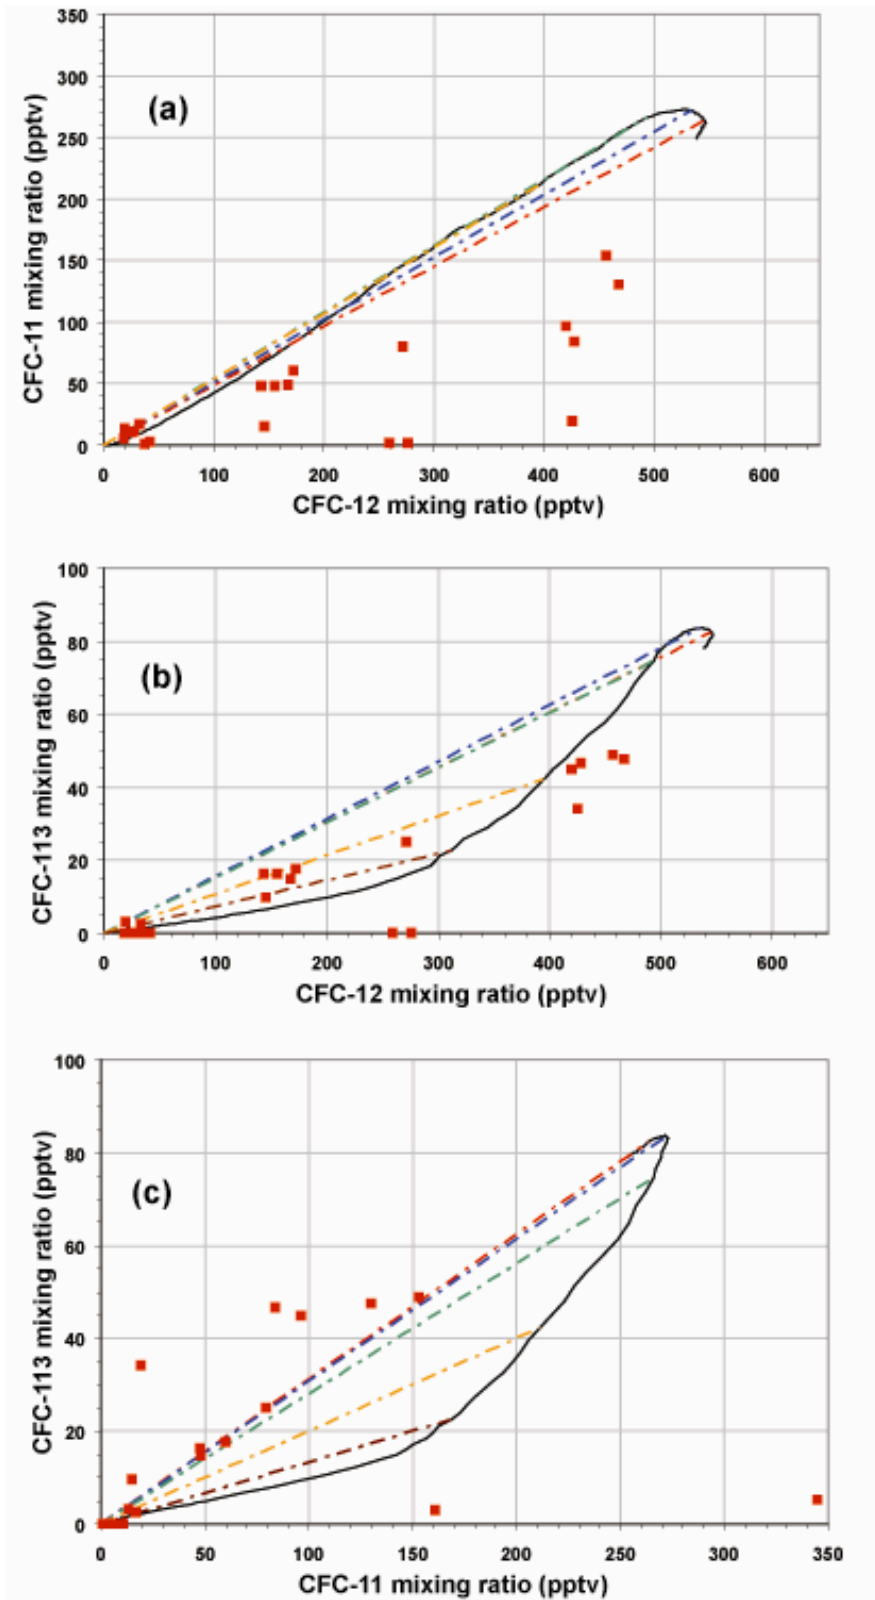 350
300
250
200
150
100
50
0
CFC-11 mixing ratio (pptv)
(a)
0 100 200 300 400 500 600
CFC-12 mixing ratio (pptv)
100
80
60
40
20
0
CFC-113 mixing ratio (pptv)
(b)
0 100 200 300 400 500 600
CFC-12 mixing ratio (pptv)
100
80
60
40
20
0
CFC-113 mixing ratio (pptv)
(c)
0 50 100 150 200 250 300 350
CFC-11 mixing ratio (pptv)